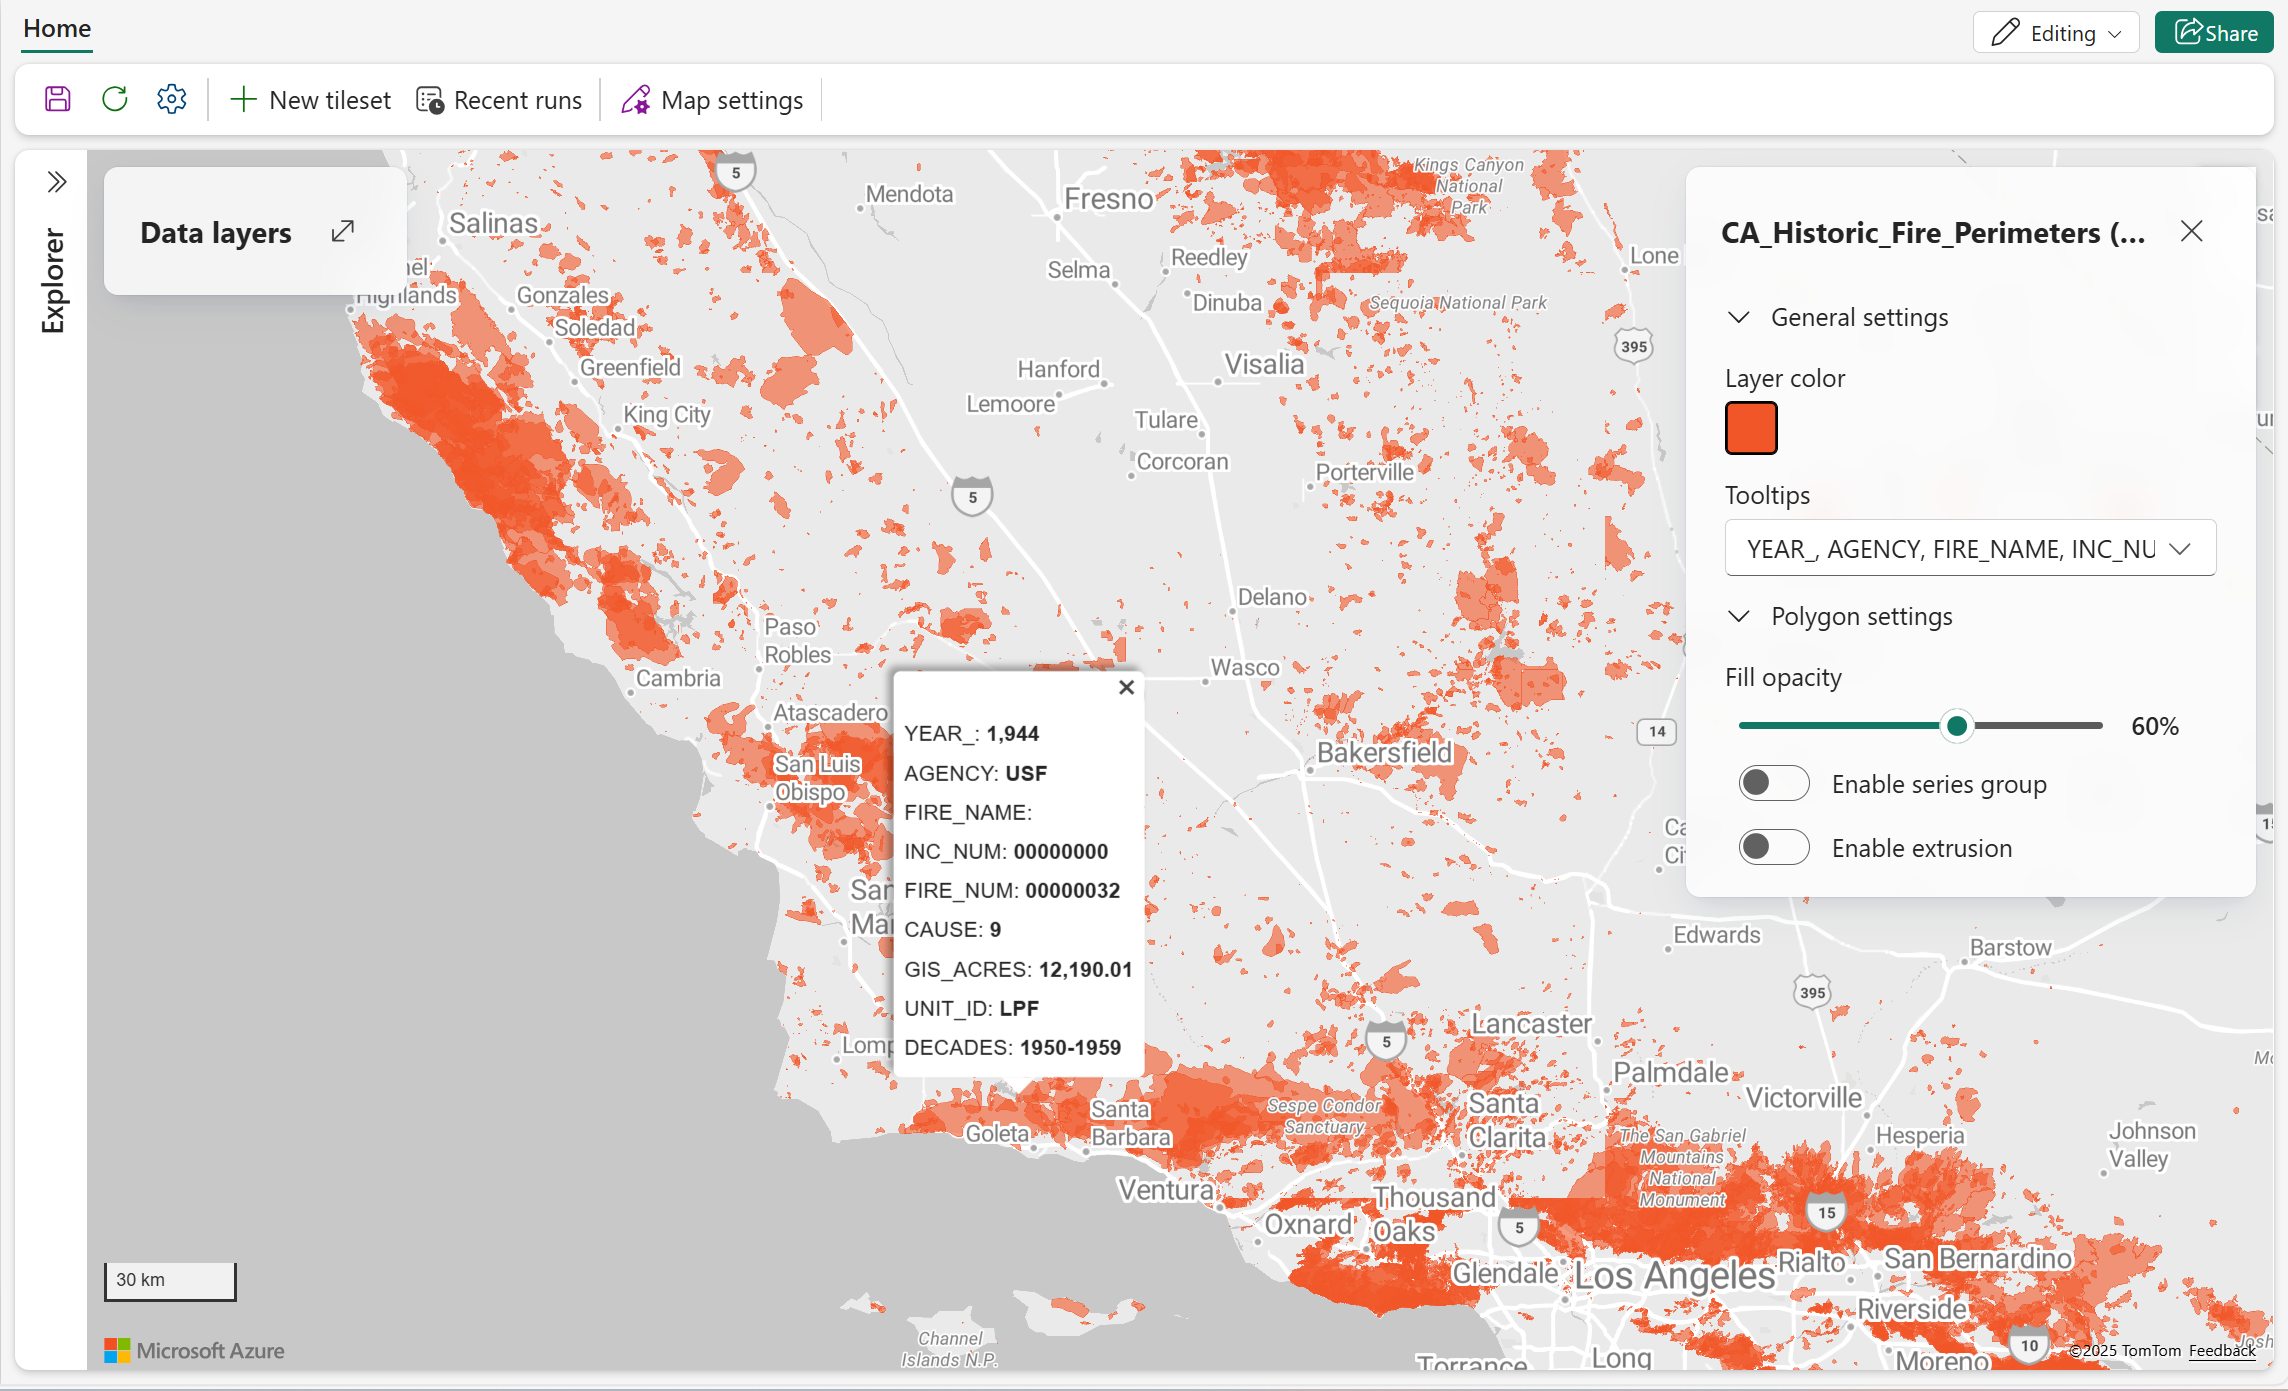 Home
Editing
Share
New tileset
Recent runs
Map settings
Explorer
Data layers
CA_Historic_Fire_Perimeters (...
General settings
Layer color
Tooltips
YEAR_, AGENCY, FIRE_NAME, INC_NU
Polygon settings
Fill opacity
60%
Enable series group
Enable extrusion
YEAR_: 1,944
AGENCY: USF
FIRE_NAME:
INC_NUM: 00000000
FIRE_NUM: 00000032
CAUSE: 9
GIS_ACRES: 12,190.01
UNIT_ID: LPF
DECADES: 1950-1959
5
Mendota
Fresno
Kings Canyon
National
Park
Salinas
Reedley
Selma
Lone
Highlands
Gonzales
Dinuba
Sequoia National Park
Soledad
395
Greenfield
Hanford
Visalia
Lemoore
King City
Tulare
Corcoran
Porterville
5
Delano
Paso
Robles
Wasco
Cambria
Atascadero
14
Bakersfield
San Luis
Obispo
San
Edwards
Barstow
395
Lancaster
5
Palmdale
Victorville
Santa
Clarita
Sespe Condor
Sanctuary
Santa
Barbara
Goleta
The San Gabriel
Mountains
National
Monument
Hesperia
Johnson
Valley
Ventura
Thousand
Oaks
Oxnard
5
15
Glendale
Los Angeles
Rialto
San Bernardino
Riverside
Channel
Islands N.P.
Torrance
Long
Moreno
10
30 km
Microsoft Azure
©2025 TomTom Feedback